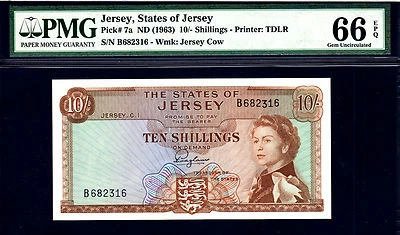 PMG
PAPER MONEY GUARANTY
Jersey, States of Jersey
Pick# 7a ND (1963) 10/- Shillings - Printer: TDLR
S/N B682316 - Wmk: Jersey Cow
66 EPQ
Gem Uncirculated
10/-
THE STATES OF
JERSEY
B682316
10/-
JERSEY, C.I.
PROMISE TO PAY
THE BEARER
TEN SHILLINGS
ON DEMAND
B682316
TREASURER OF
THE STATES